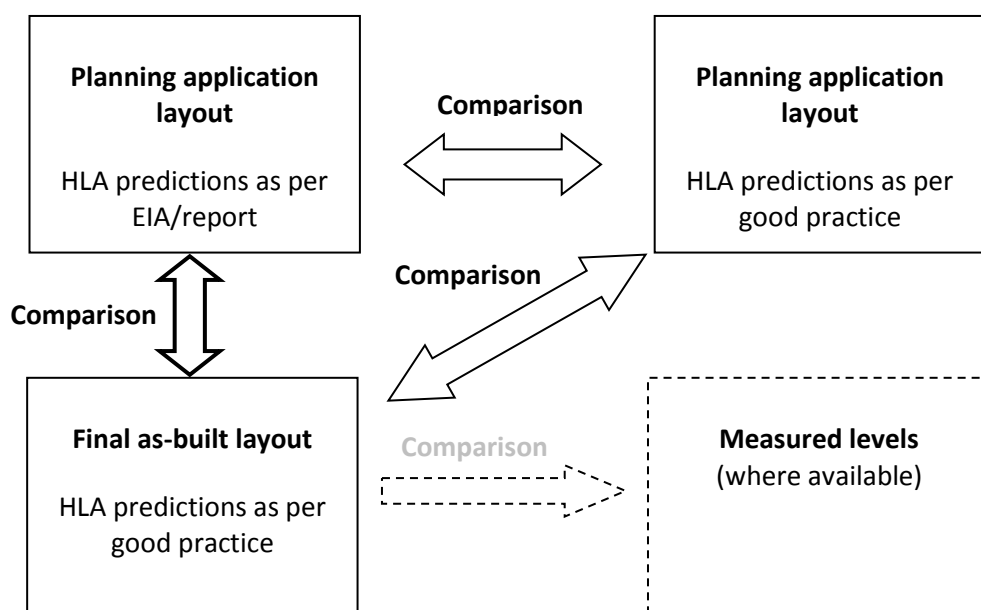 Planning application
layout
HLA predictions as per
EIA/report
Comparison
Planning application
layout
HLA predictions as per
good practice
Comparison
Comparison
Final as-built layout
HLA predictions as per
good practice
Comparison
Measured levels
(where available)